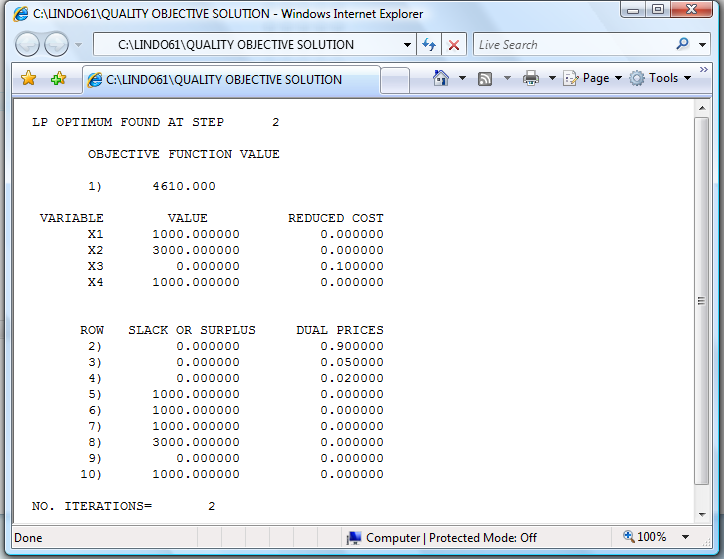 C:\LINDO61\QUALITY OBJECTIVE SOLUTION - Windows Internet Explorer
C:\LINDO61\QUALITY OBJECTIVE SOLUTION
Live Search
C:\LINDO61\QUALITY OBJECTIVE SOLUTION
Page
Tools
LP OPTIMUM FOUND AT STEP 2
OBJECTIVE FUNCTION VALUE
1) 4610.000
VARIABLE VALUE REDUCED COST
X1 1000.000000 0.000000
X2 3000.000000 0.000000
X3 0.000000 0.100000
X4 1000.000000 0.000000
ROW SLACK OR SURPLUS DUAL PRICES
2) 0.000000 0.900000
3) 0.000000 0.050000
4) 0.000000 0.020000
5) 1000.000000 0.000000
6) 1000.000000 0.000000
7) 1000.000000 0.000000
8) 3000.000000 0.000000
9) 0.000000 0.000000
10) 1000.000000 0.000000
NO. ITERATIONS= 2
Done
Computer | Protected Mode: Off
100%